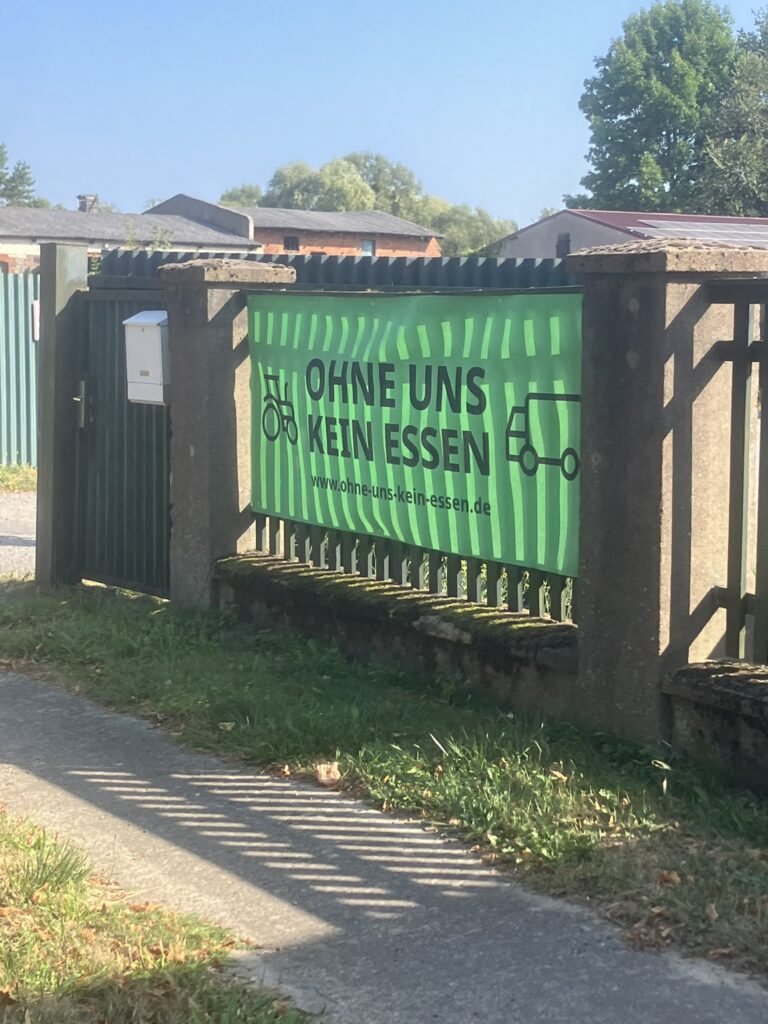 OHNE UNS
KEIN ESSEN
www.ohne-uns-kein-essen.de